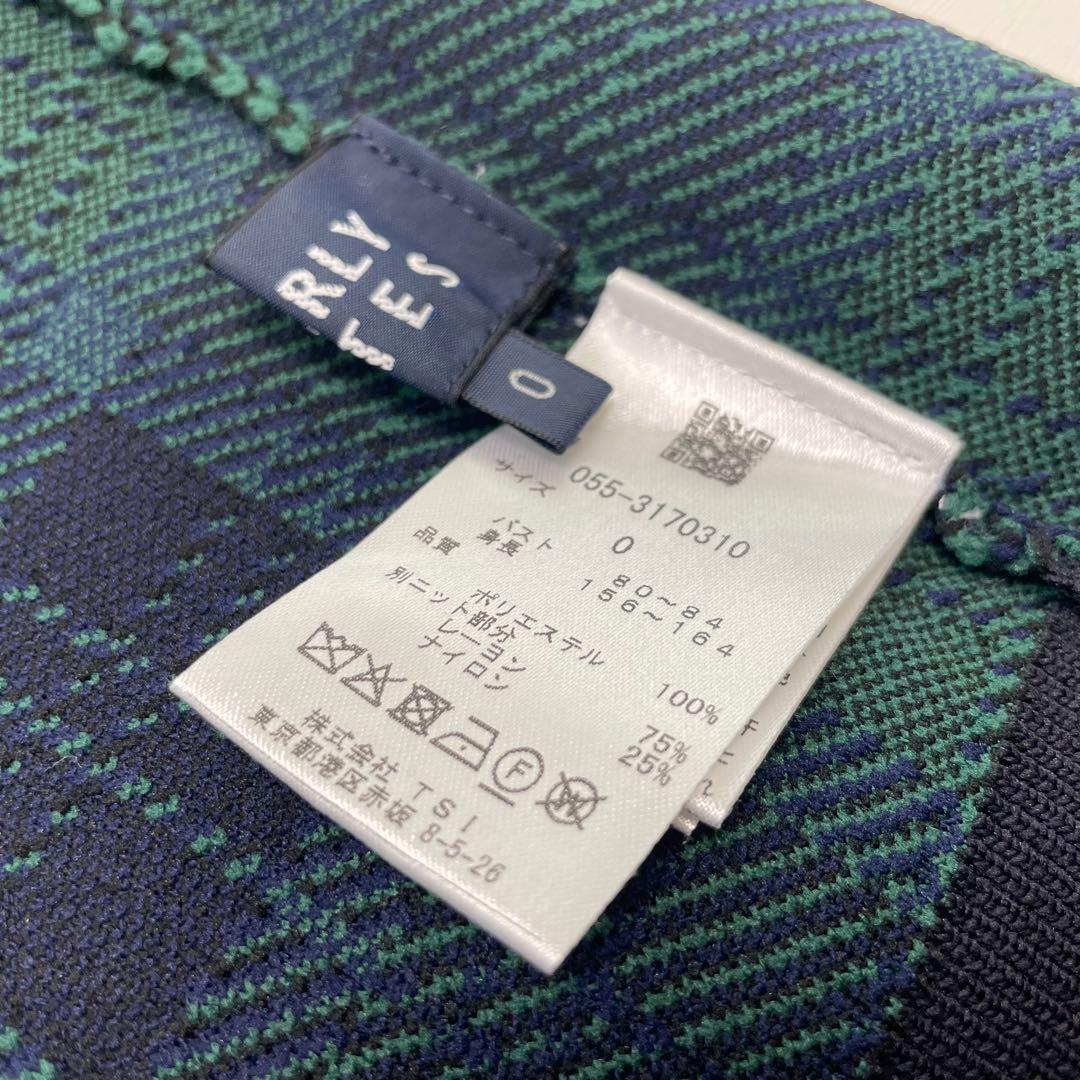 RLY
TES
0
055-3170310
サイズ 0
バスト 80~84
身長 156~164
品質
ポリエステル 100%
別ニット部分
レーヨン 75%
ナイロン 25%
F
株式会社 TSI
東京都港区赤坂 8-5-26